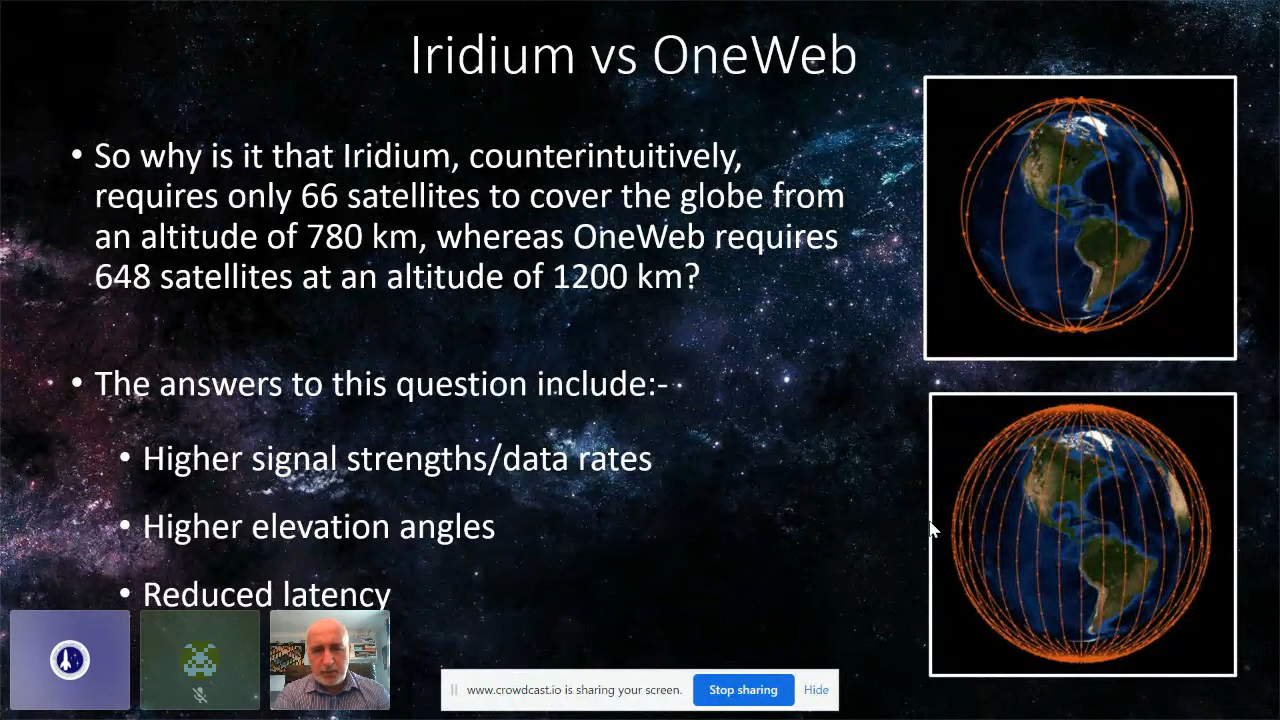 Iridium vs OneWeb
• So why is it that Iridium, counterintuitively,
requires only 66 satellites to cover the globe from
an altitude of 780 km, whereas OneWeb requires
648 satellites at an altitude of 1200 km?
• The answers to this question include:-
• Higher signal strengths/data rates
• Higher elevation angles
• Reduced latency
www.crowdcast.io is sharing your screen.
Stop sharing
Hide